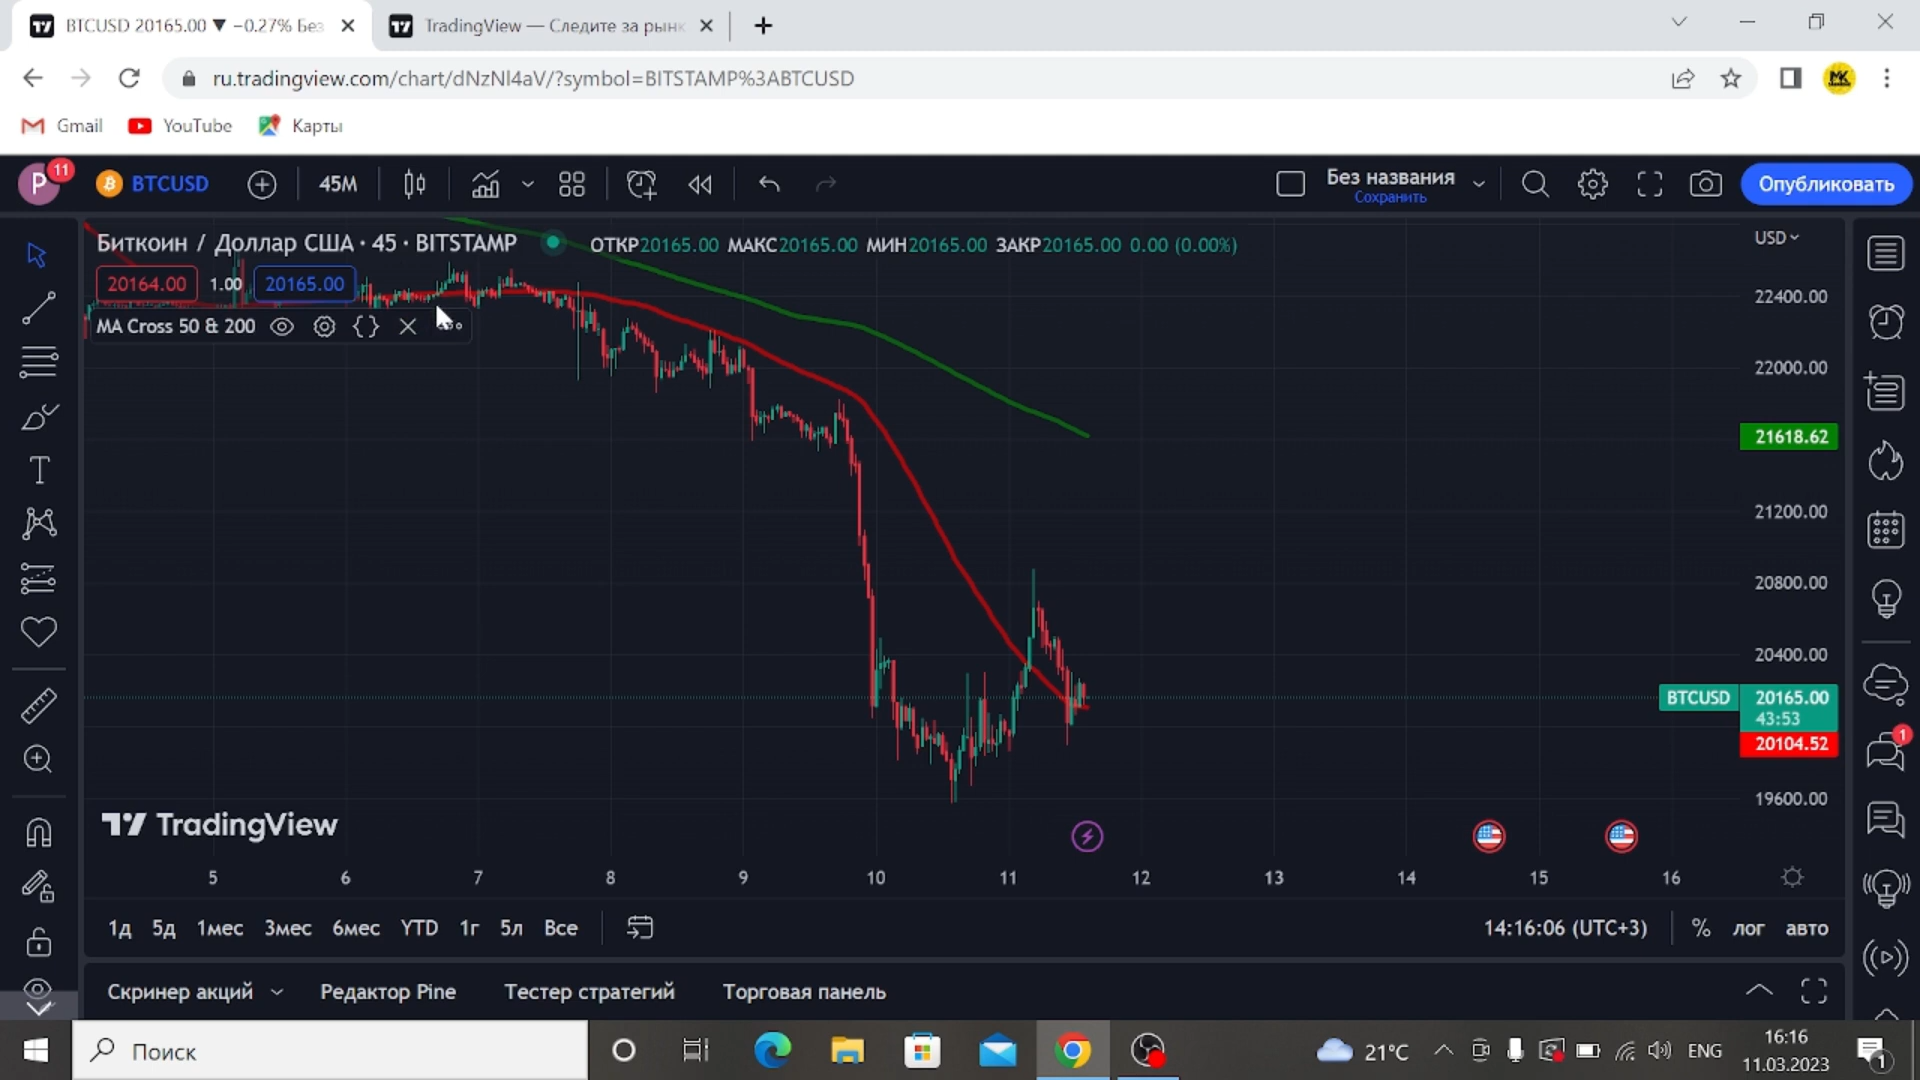 BTCUSD 20165.00 ▼ −0.27% Без
TradingView — Следите за рынк
ru.tradingview.com/chart/dNzNl4aV/?symbol=BITSTAMP%3ABTCUSD
MK
Gmail
YouTube
Карты
P
11
BTCUSD
45М
Без названия
Сохранить
Опубликовать
Биткоин / Доллар США · 45 · BITSTAMP
ОТКР20165.00 МАКС20165.00 МИН20165.00 ЗАКР20165.00 0.00 (0.00%)
USD
20164.00
1.00
20165.00
MA Cross 50 & 200
22400.00
22000.00
21618.62
21200.00
20800.00
20400.00
BTCUSD
20165.00
43:53
20104.52
19600.00
1
TradingView
5 6 7 8 9 10 11 12 13 14 15 16
1д 5д 1мес 3мес 6мес YTD 1г 5л Все
14:16:06 (UTC+3)
% лог авто
Скринер акций
Редактор Pine
Тестер стратегий
Торговая панель
Поиск
21°C
ENG
16:16
11.03.2023
1